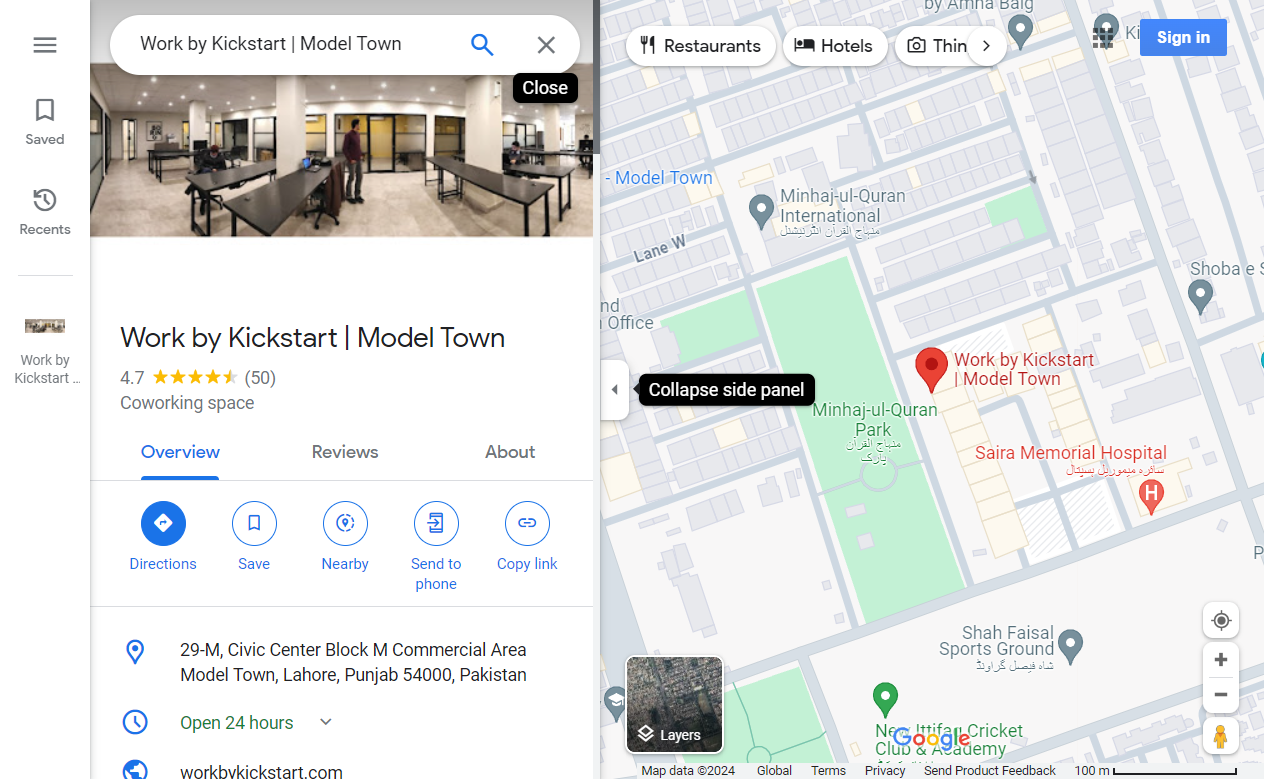 Work by Kickstart | Model Town
Close
Saved
Recents
Work by
Kickstart ...
Work by Kickstart | Model Town
4.7 (50)
Coworking space
Overview
Reviews
About
Directions
Save
Nearby
Send to
phone
Copy link
29-M, Civic Center Block M Commercial Area
Model Town, Lahore, Punjab 54000, Pakistan
Open 24 hours
workbykickstart.com
by Amna Baig
Restaurants
Hotels
Thin
Ki
Sign in
- Model Town
Minhaj-ul-Quran
International
منہاج القرآن انٹرنیشنل
Lane W
Shoba e S
nd
Office
Work by Kickstart
| Model Town
Collapse side panel
Minhaj-ul-Quran
Park
منہاج القرآن
پارک
Saira Memorial Hospital
سائرہ میموریل ہسپتال
H
P
Shah Faisal
Sports Ground
شاہ فیصل گراونڈ
New Ittifaq Cricket
Club & Academy
Google
Layers
Map data ©2024
Global
Terms
Privacy
Send Product Feedback
100 m